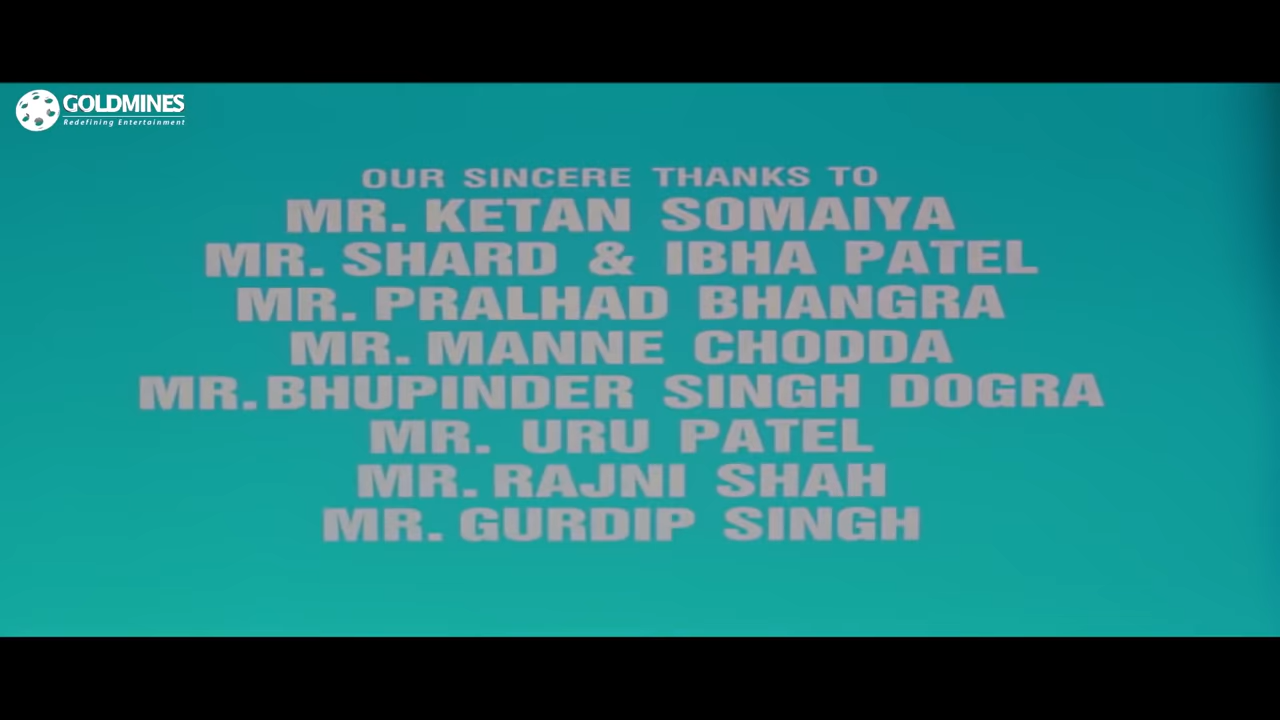 GOLDMINES
Redefining Entertainment
OUR SINCERE THANKS TO
MR. KETAN SOMAIYA
MR. SHARD & IBHA PATEL
MR. PRALHAD BHANGRA
MR. MANNE CHODDA
MR. BHUPINDER SINGH DOGRA
MR. URU PATEL
MR. RAJNI SHAH
MR. GURDIP SINGH